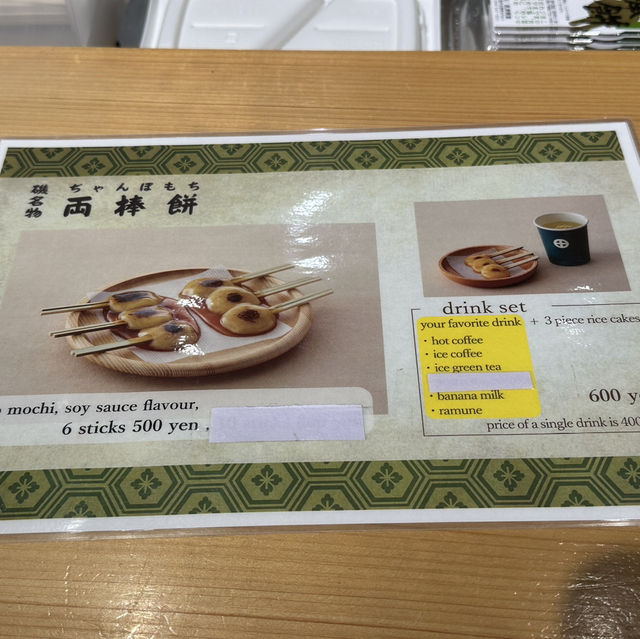 磯名物
ぢゃんぼもち
両棒餅
mochi, soy sauce flavour,
6 sticks 500 yen ,
drink set
your favorite drink + 3 piece rice cakes
· hot coffee
· ice coffee
· ice green tea
· banana milk
· ramune
600 y
price of a single drink is 400